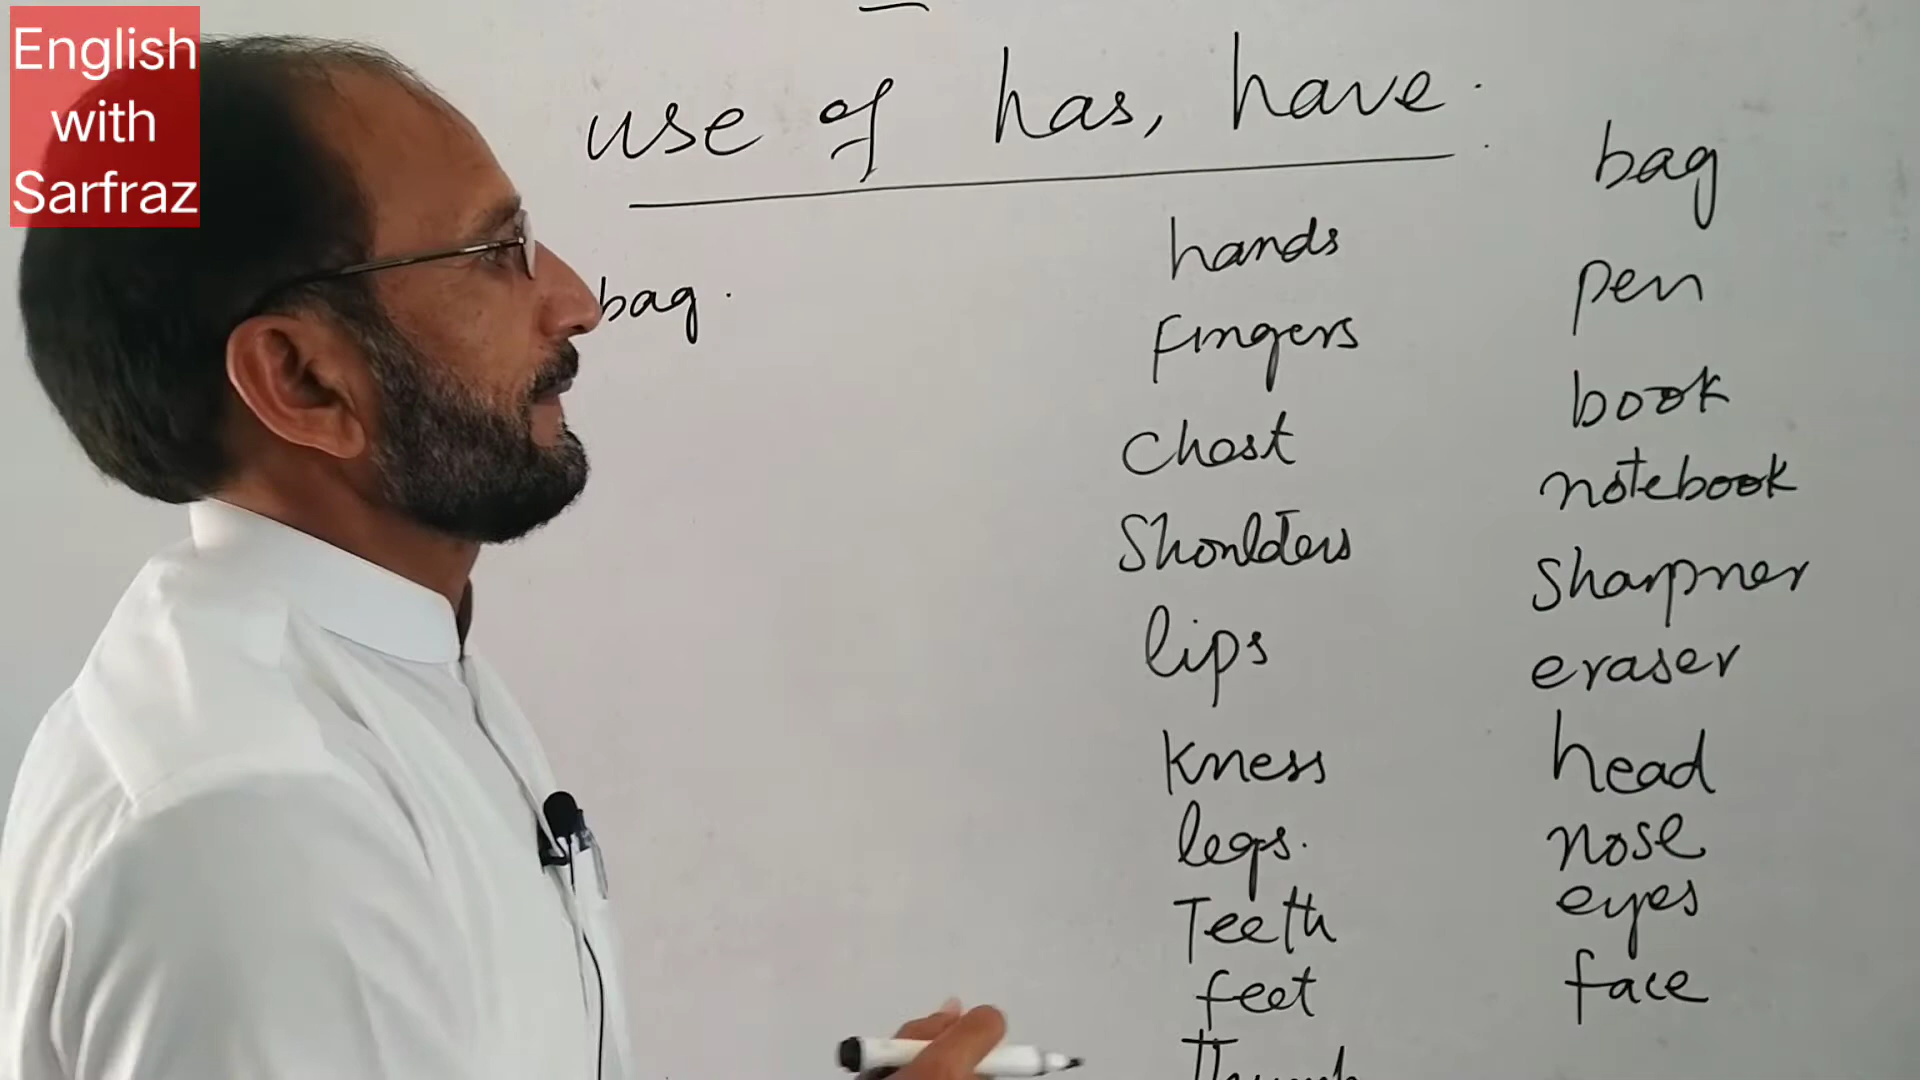 English
with
Sarfraz
use of has, have.
bag.
hands
Fingers
Chest
Shoulders
lips
Kness
legs.
Teeth
feet
bag
pen
book
notebook
Sharpner
eraser
head
nose
eyes
face